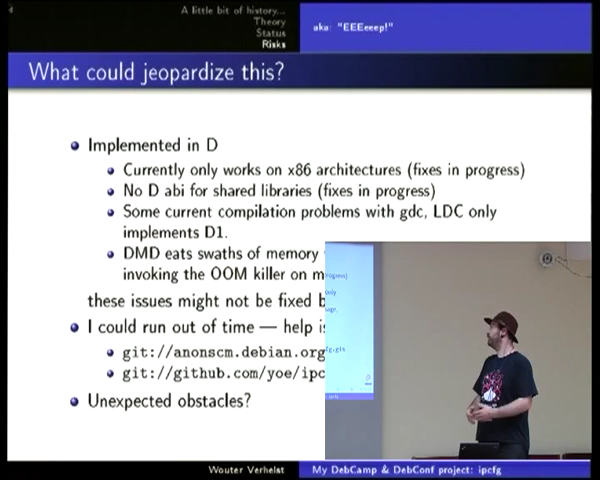 A little bit of history...
Theory
Status
Risks
aka: "EEEeeep!"
What could jeopardize this?
Implemented in D
Currently only works on x86 architectures (fixes in progress)
No D abi for shared libraries (fixes in progress)
Some current compilation problems with gdc, LDC only
implements D1.
DMD eats swaths of memory
invoking the OOM killer on m
these issues might not be fixed b
I could run out of time — help is
git://anonscm.debian.org
git://github.com/yoe/ipc
Unexpected obstacles?
Wouter Verhelst
My DebCamp & DebConf project: ipcfg